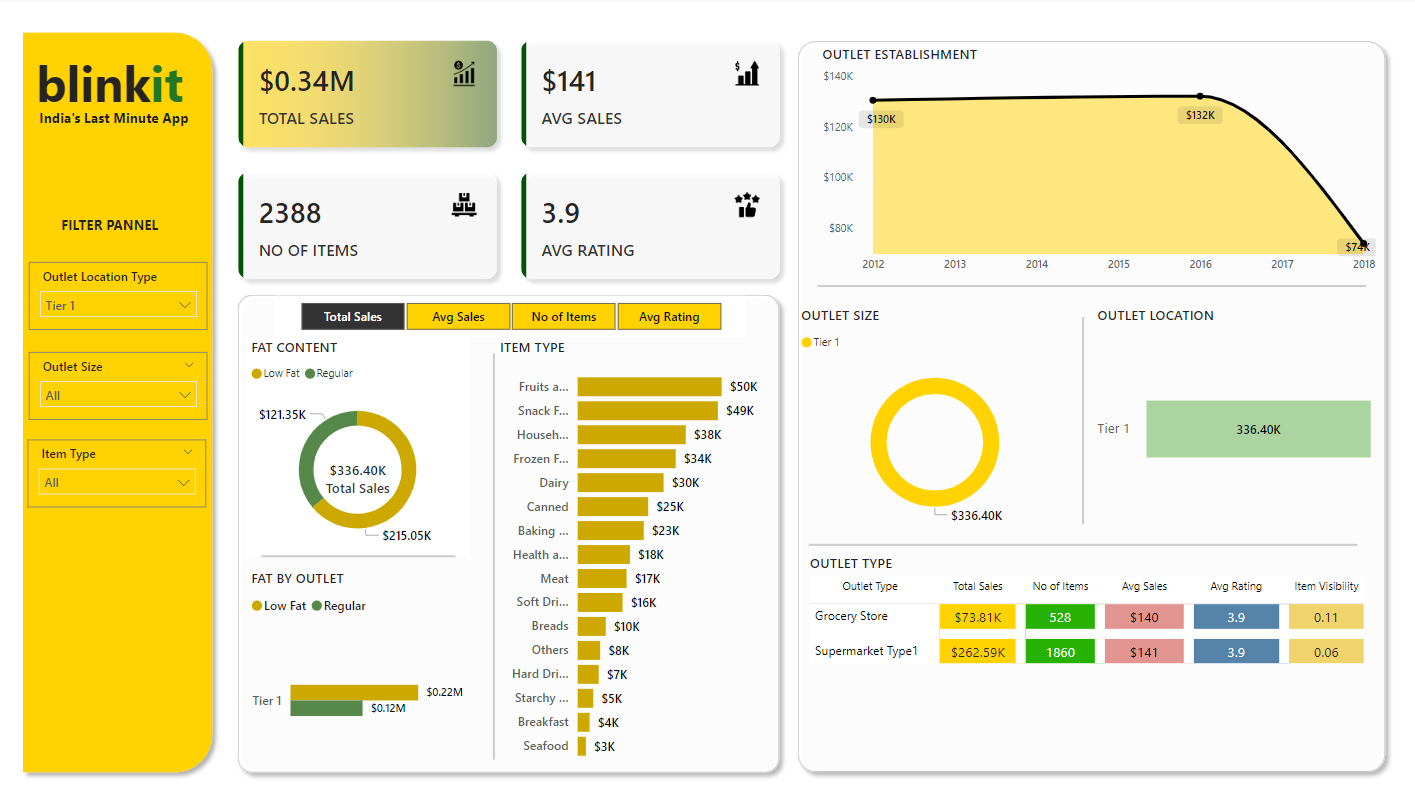 blinkit
India's Last Minute App
FILTER PANNEL
Outlet Location Type
Tier 1
Outlet Size
All
Item Type
All
$0.34M
TOTAL SALES
$141
AVG SALES
2388
NO OF ITEMS
3.9
AVG RATING
Total Sales Avg Sales No of Items Avg Rating
FAT CONTENT
Low Fat Regular
$121.35K
$336.40K
Total Sales
$215.05K
FAT BY OUTLET
Low Fat Regular
Tier 1
$0.22M
$0.12M
ITEM TYPE
Fruits a... $50K
Snack F... $49K
Househ... $38K
Frozen F... $34K
Dairy $30K
Canned $25K
Baking ... $23K
Health a... $18K
Meat $17K
Soft Dri... $16K
Breads $10K
Others $8K
Hard Dri... $7K
Starchy ... $5K
Breakfast $4K
Seafood $3K
OUTLET ESTABLISHMENT
$140K
$120K
$100K
$80K
$130K
$132K
$74K
2012 2013 2014 2015 2016 2017 2018
OUTLET SIZE
Tier 1
$336.40K
OUTLET LOCATION
Tier 1 336.40K
OUTLET TYPE
Outlet Type Total Sales No of Items Avg Sales Avg Rating Item Visibility
Grocery Store $73.81K 528 $140 3.9 0.11
Supermarket Type1 $262.59K 1860 $141 3.9 0.06